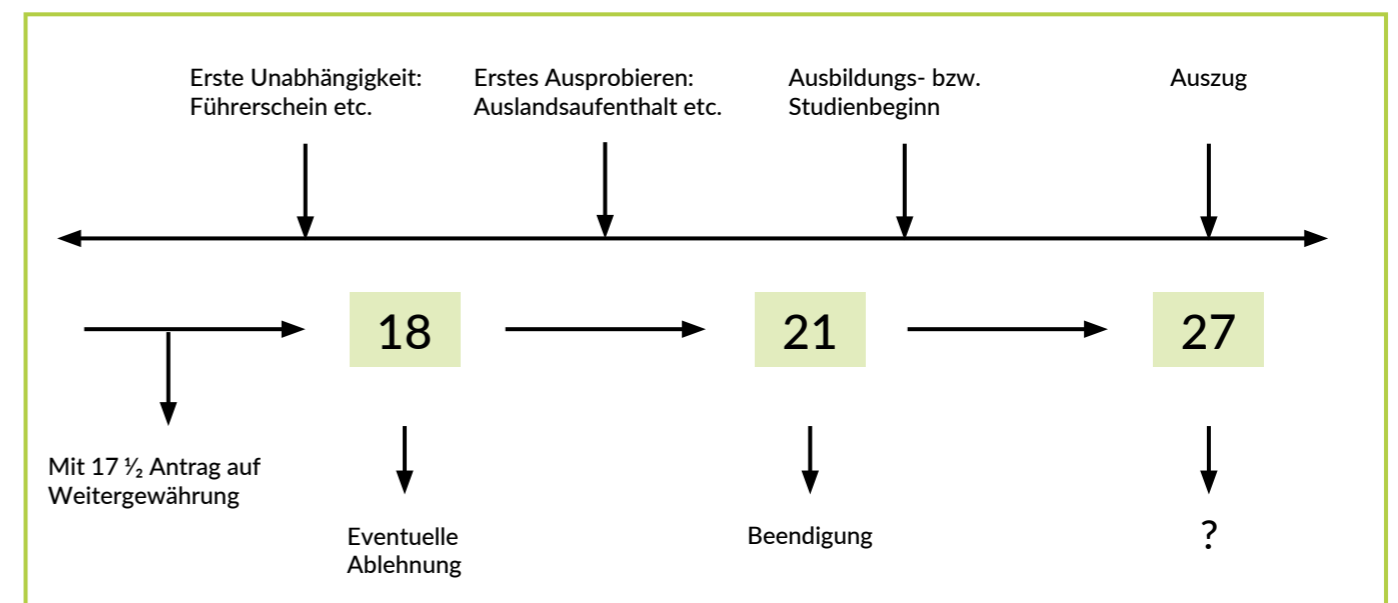 Erste Unabhängigkeit:
Führerschein etc.
Erstes Ausprobieren:
Auslandsaufenthalt etc.
Ausbildungs- bzw.
Studienbeginn
Auszug
18
21
27
Mit 17 ½ Antrag auf
Weitergewährung
Eventuelle
Ablehnung
Beendigung
?